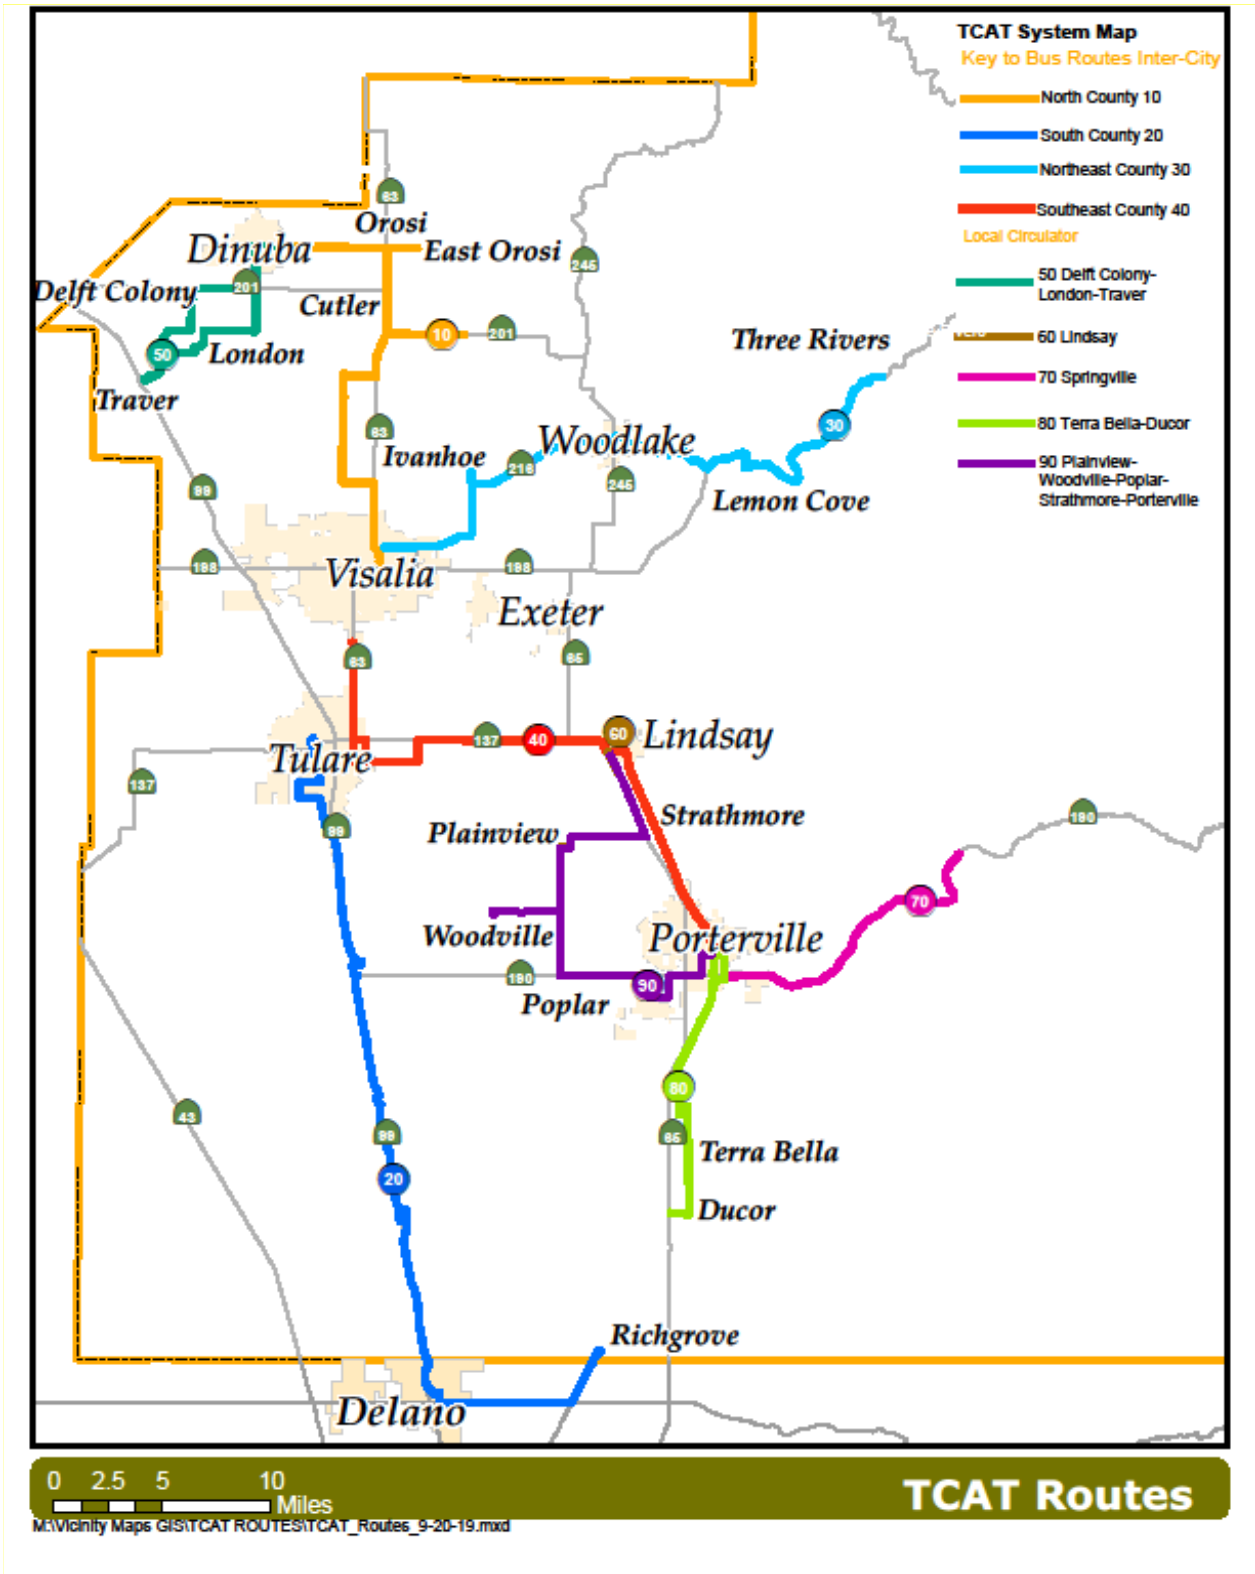 TCAT System Map
Key to Bus Routes Inter-City
North County 10
South County 20
Northeast County 30
Southeast County 40
Local Circulator
50 Delft Colony-
London-Traver
60 Lindsay
70 Springville
80 Terra Bella-Ducor
90 Plainview-
Woodville-Poplar-
Strathmore-Porterville
63
Orosi
Dinuba
East Orosi
245
Delft Colony
201
Cutler
10
201
50
London
Three Rivers
Traver
30
63
Ivanhoe
Woodlake
216
245
99
Lemon Cove
198
198
Visalia
Exeter
63
65
60
Lindsay
137
40
Tulare
137
99
Strathmore
190
Plainview
70
Woodville
Porterville
190
90
Poplar
80
43
99
65
Terra Bella
20
Ducor
Richgrove
Delano
0 2.5 5 10
Miles
TCAT Routes
M:\Vicinity Maps GIS\TCAT ROUTES\TCAT_Routes_9-20-19.mxd